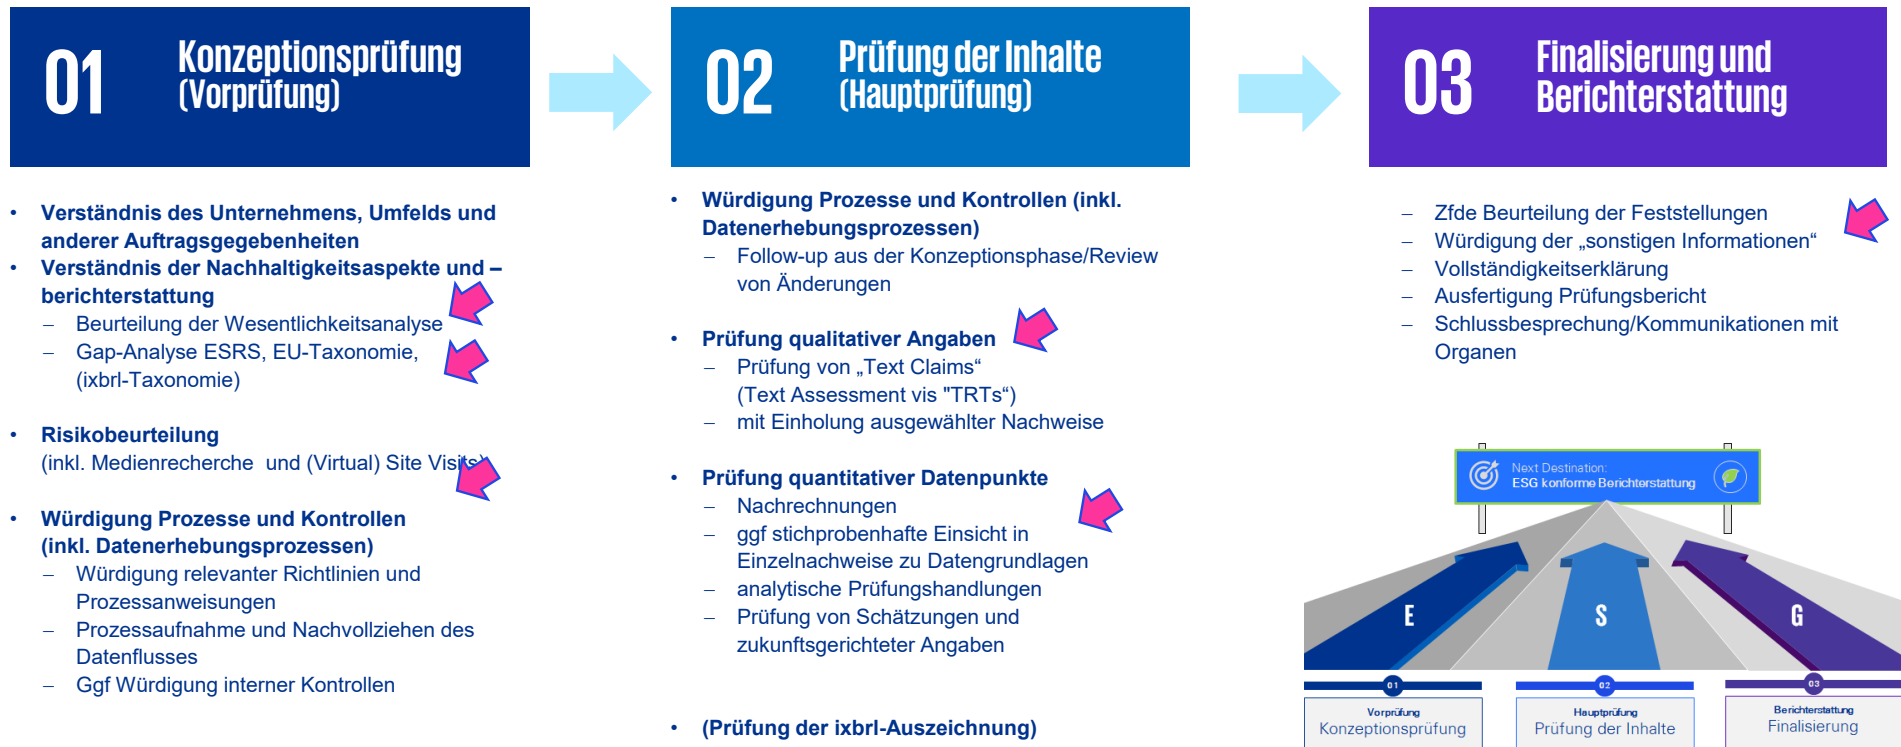 01
Konzeptionsprüfung
(Vorprüfung)
• Verständnis des Unternehmens, Umfelds und
anderer Auftragsgegebenheiten
• Verständnis der Nachhaltigkeitsaspekte und –
berichterstattung
– Beurteilung der Wesentlichkeitsanalyse
– Gap-Analyse ESRS, EU-Taxonomie,
(ixbrl-Taxonomie)
• Risikobeurteilung
(inkl. Medienrecherche und (Virtual) Site Visits)
• Würdigung Prozesse und Kontrollen
(inkl. Datenerhebungsprozessen)
– Würdigung relevanter Richtlinien und
Prozessanweisungen
– Prozessaufnahme und Nachvollziehen des
Datenflusses
– Ggf Würdigung interner Kontrollen
02
Prüfung der Inhalte
(Hauptprüfung)
• Würdigung Prozesse und Kontrollen (inkl.
Datenerhebungsprozessen)
– Follow-up aus der Konzeptionsphase/Review
von Änderungen
• Prüfung qualitativer Angaben
– Prüfung von „Text Claims“
(Text Assessment vis "TRTs“)
– mit Einholung ausgewählter Nachweise
• Prüfung quantitativer Datenpunkte
– Nachrechnungen
– ggf stichprobenhafte Einsicht in
Einzelnachweise zu Datengrundlagen
– analytische Prüfungshandlungen
– Prüfung von Schätzungen und
zukunftsgerichteter Angaben
• (Prüfung der ixbrl-Auszeichnung)
03
Finalisierung und
Berichterstattung
– Zfde Beurteilung der Feststellungen
– Würdigung der „sonstigen Informationen“
– Vollständigkeitserklärung
– Ausfertigung Prüfungsbericht
– Schlussbesprechung/Kommunikationen mit
Organen
Next Destination:
ESG konforme Berichterstattung
E
S
G
01
Vorprüfung
Konzeptionsprüfung
02
Hauptprüfung
Prüfung der Inhalte
03
Berichterstattung
Finalisierung